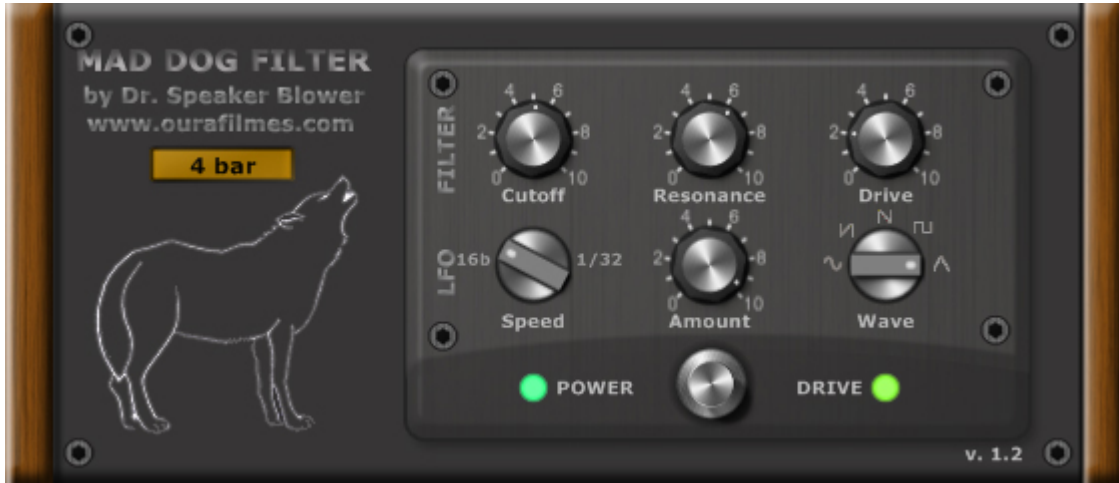 MAD DOG FILTER
by Dr. Speaker Blower
www.ourafilmes.com
4 bar
FILTER
0 2 4 6 8 10
Cutoff
0 2 4 6 8 10
Resonance
0 2 4 6 8 10
Drive
LFO
16b 1/32
Speed
0 2 4 6 8 10
Amount
Wave
POWER
DRIVE
v. 1.2